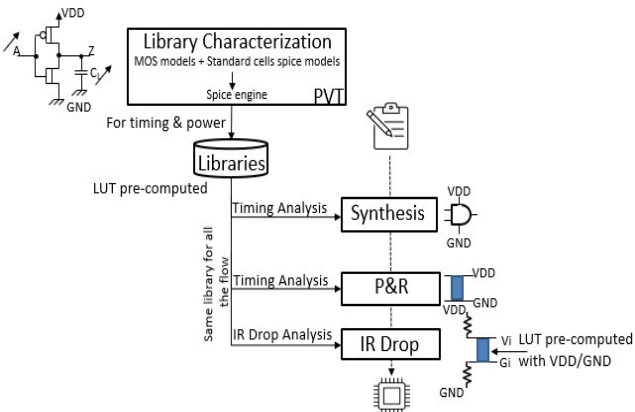 VDD
A
Z
Cl
GND
Library Characterization
MOS models + Standard cells spice models
Spice engine
PVT
For timing & power
Libraries
LUT pre-computed
Same library for all
the flow
Timing Analysis
Synthesis
VDD
GND
Timing Analysis
P&R
VDD
GND
IR Drop Analysis
IR Drop
VDD
Vi
Gi
GND
LUT pre-computed
with VDD/GND